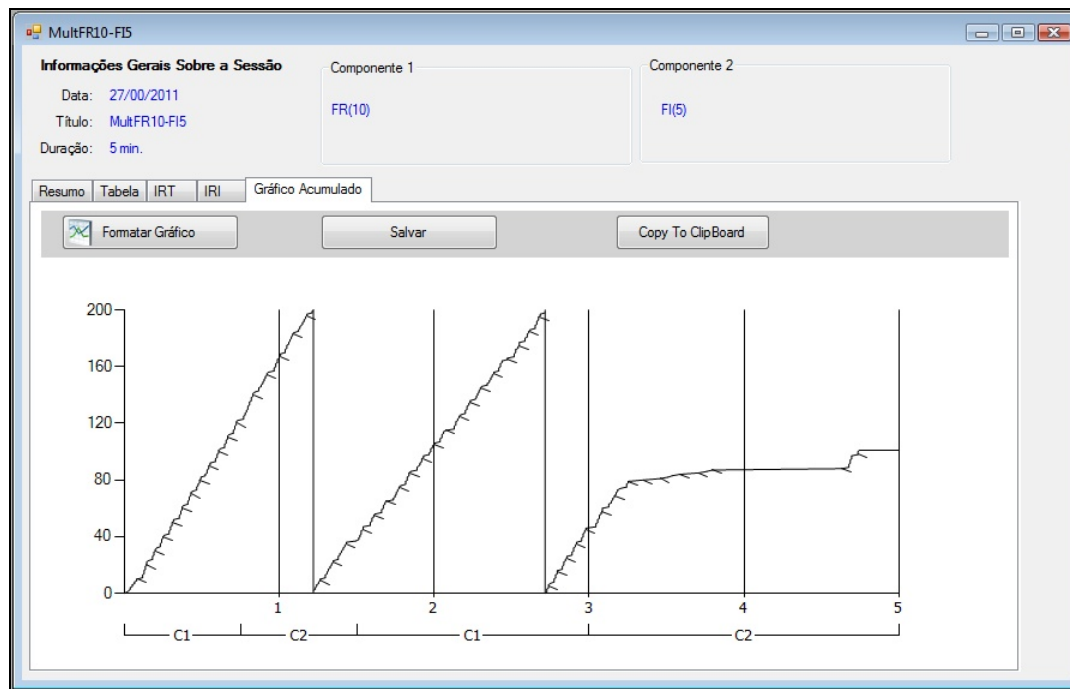 MultFR10-FI5
Informações Gerais Sobre a Sessão
Data: 27/00/2011
Título: MultFR10-FI5
Duração: 5 min.
Componente 1
FR(10)
Componente 2
FI(5)
Resumo Tabela IRT IRI Gráfico Acumulado
Formatar Gráfico Salvar Copy To ClipBoard
200
160
120
80
40
0
1 2 3 4 5
C1 C2 C1 C2